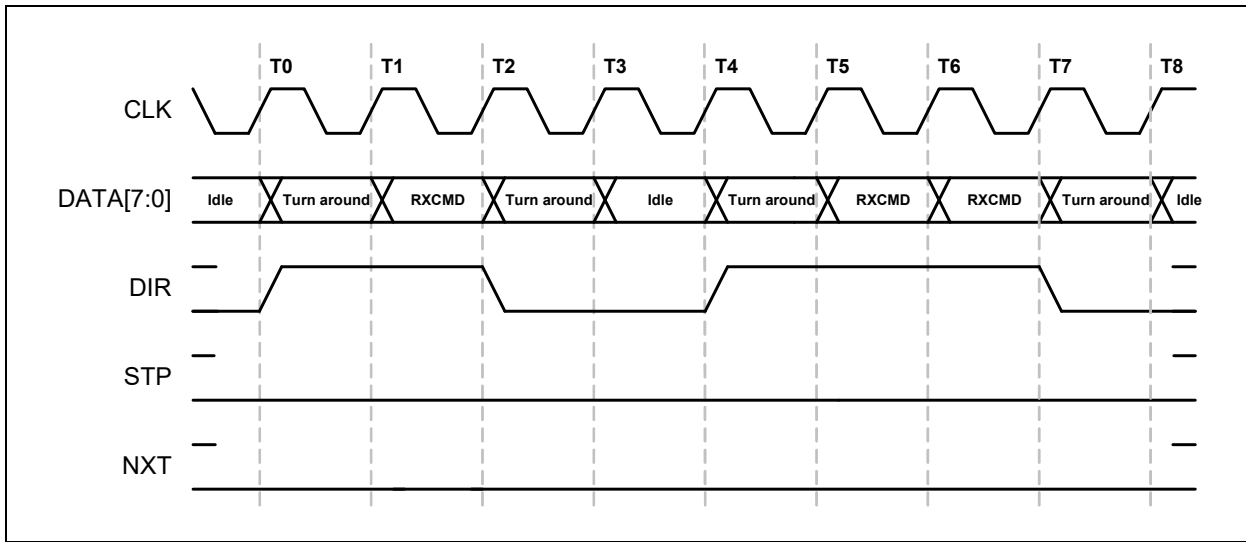 T0 T1 T2 T3 T4 T5 T6 T7 T8
CLK
DATA[7:0] Idle Turn around RXCMD Turn around Idle Turn around RXCMD RXCMD Turn around Idle
DIR
STP
NXT